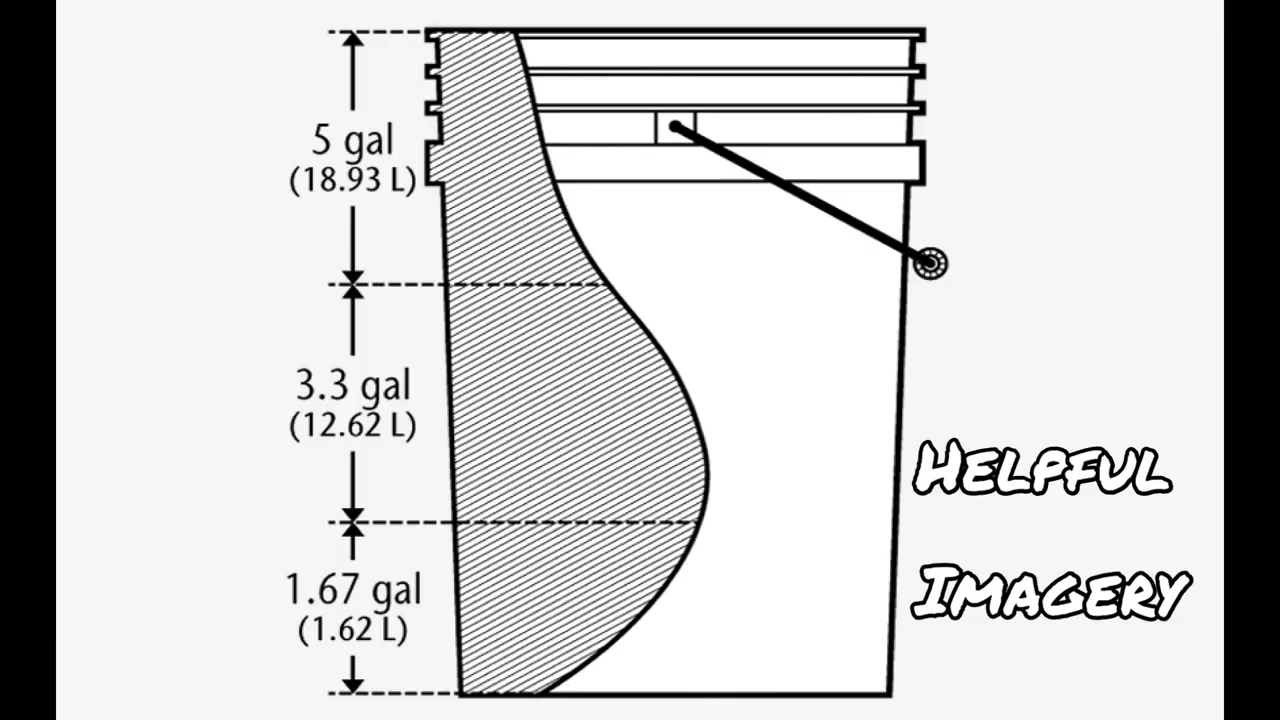 5 gal
(18.93 L)
3.3 gal
(12.62 L)
1.67 gal
(1.62 L)
HELPFUL
IMAGERY